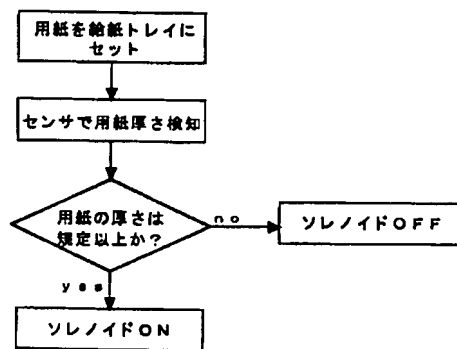 用紙を給紙トレイに
セット
センサで用紙厚さ検知
用紙の厚さは
規定以上か？
no
ソレノイドOFF
yes
ソレノイドON